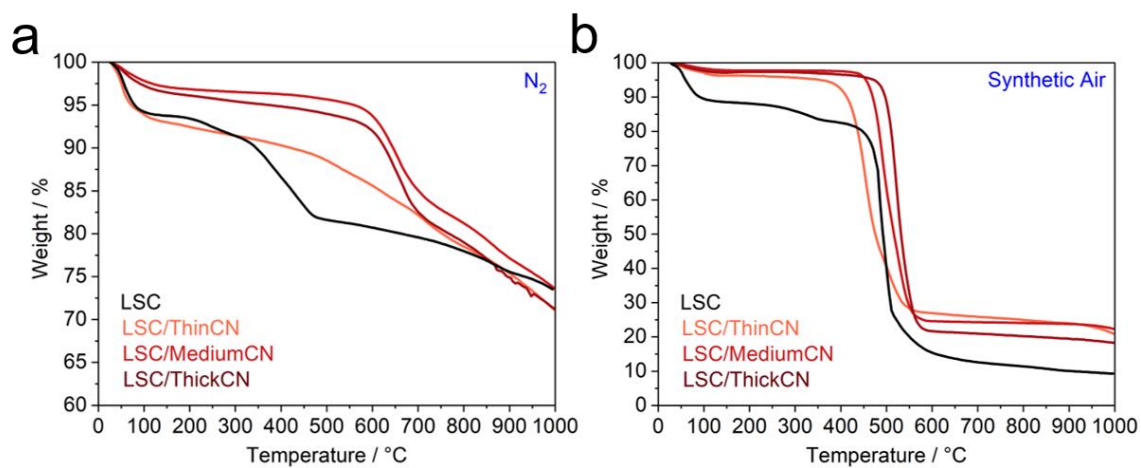 a
N₂
100
95
90
85
80
75
70
65
60
Weight / %
LSC
LSC/ThinCN
LSC/MediumCN
LSC/ThickCN
0 100 200 300 400 500 600 700 800 900 1000
Temperature / °C
b
Synthetic Air
100
90
80
70
60
50
40
30
20
10
0
Weight / %
LSC
LSC/ThinCN
LSC/MediumCN
LSC/ThickCN
0 100 200 300 400 500 600 700 800 900 1000
Temperature / °C